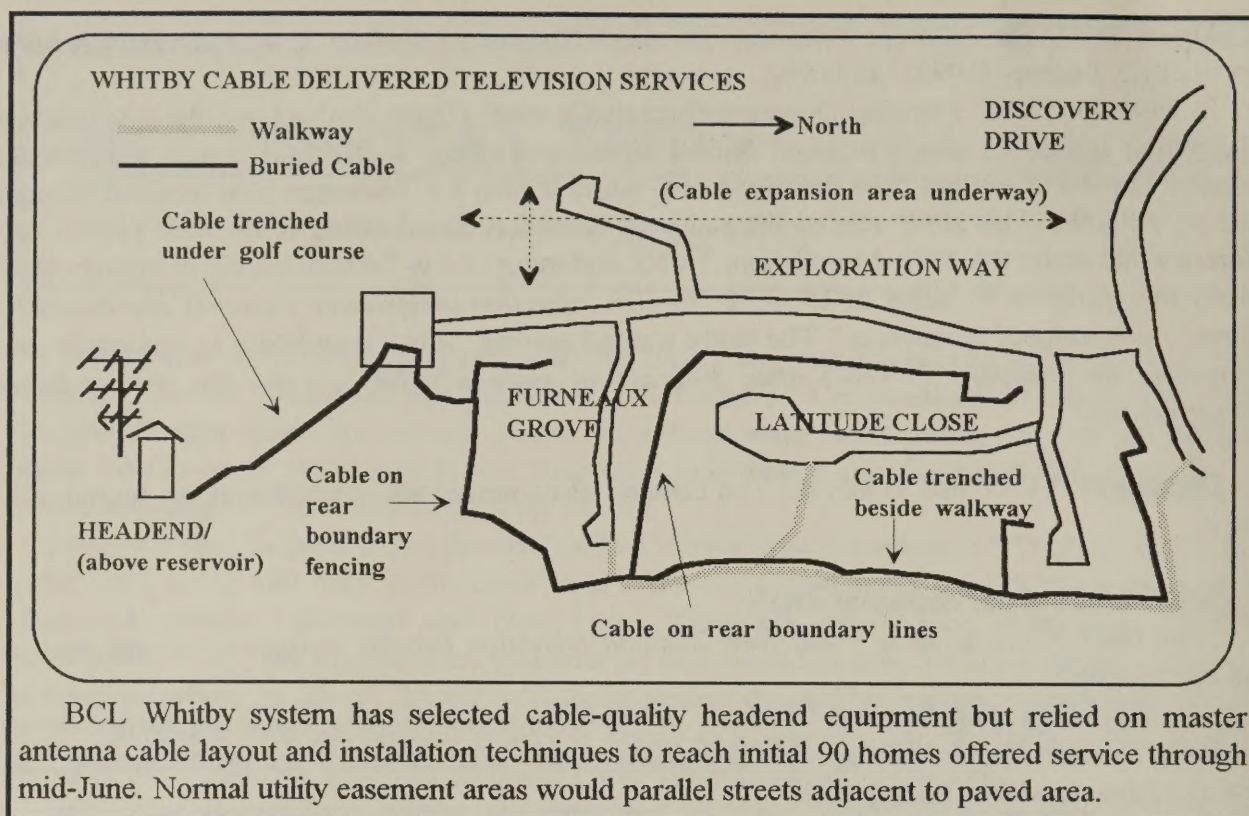 WHITBY CABLE DELIVERED TELEVISION SERVICES
Walkway
Buried Cable
North
DISCOVERY
DRIVE
Cable trenched
under golf course
(Cable expansion area underway)
EXPLORATION WAY
FURNEAUX
GROVE
LATITUDE CLOSE
Cable on
rear
boundary
fencing
Cable trenched
beside walkway
HEADEND/
(above reservoir)
Cable on rear boundary lines
BCL Whitby system has selected cable-quality headend equipment but relied on master
antenna cable layout and installation techniques to reach initial 90 homes offered service through
mid-June. Normal utility easement areas would parallel streets adjacent to paved area.